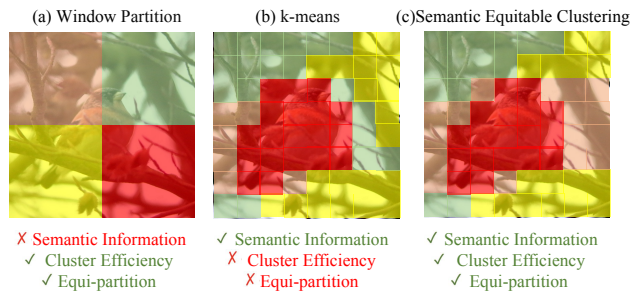 (a) Window Partition
(b) k-means
(c)Semantic Equitable Clustering
✗ Semantic Information
✓ Cluster Efficiency
✓ Equi-partition
✓ Semantic Information
✗ Cluster Efficiency
✗ Equi-partition
✓ Semantic Information
✓ Cluster Efficiency
✓ Equi-partition